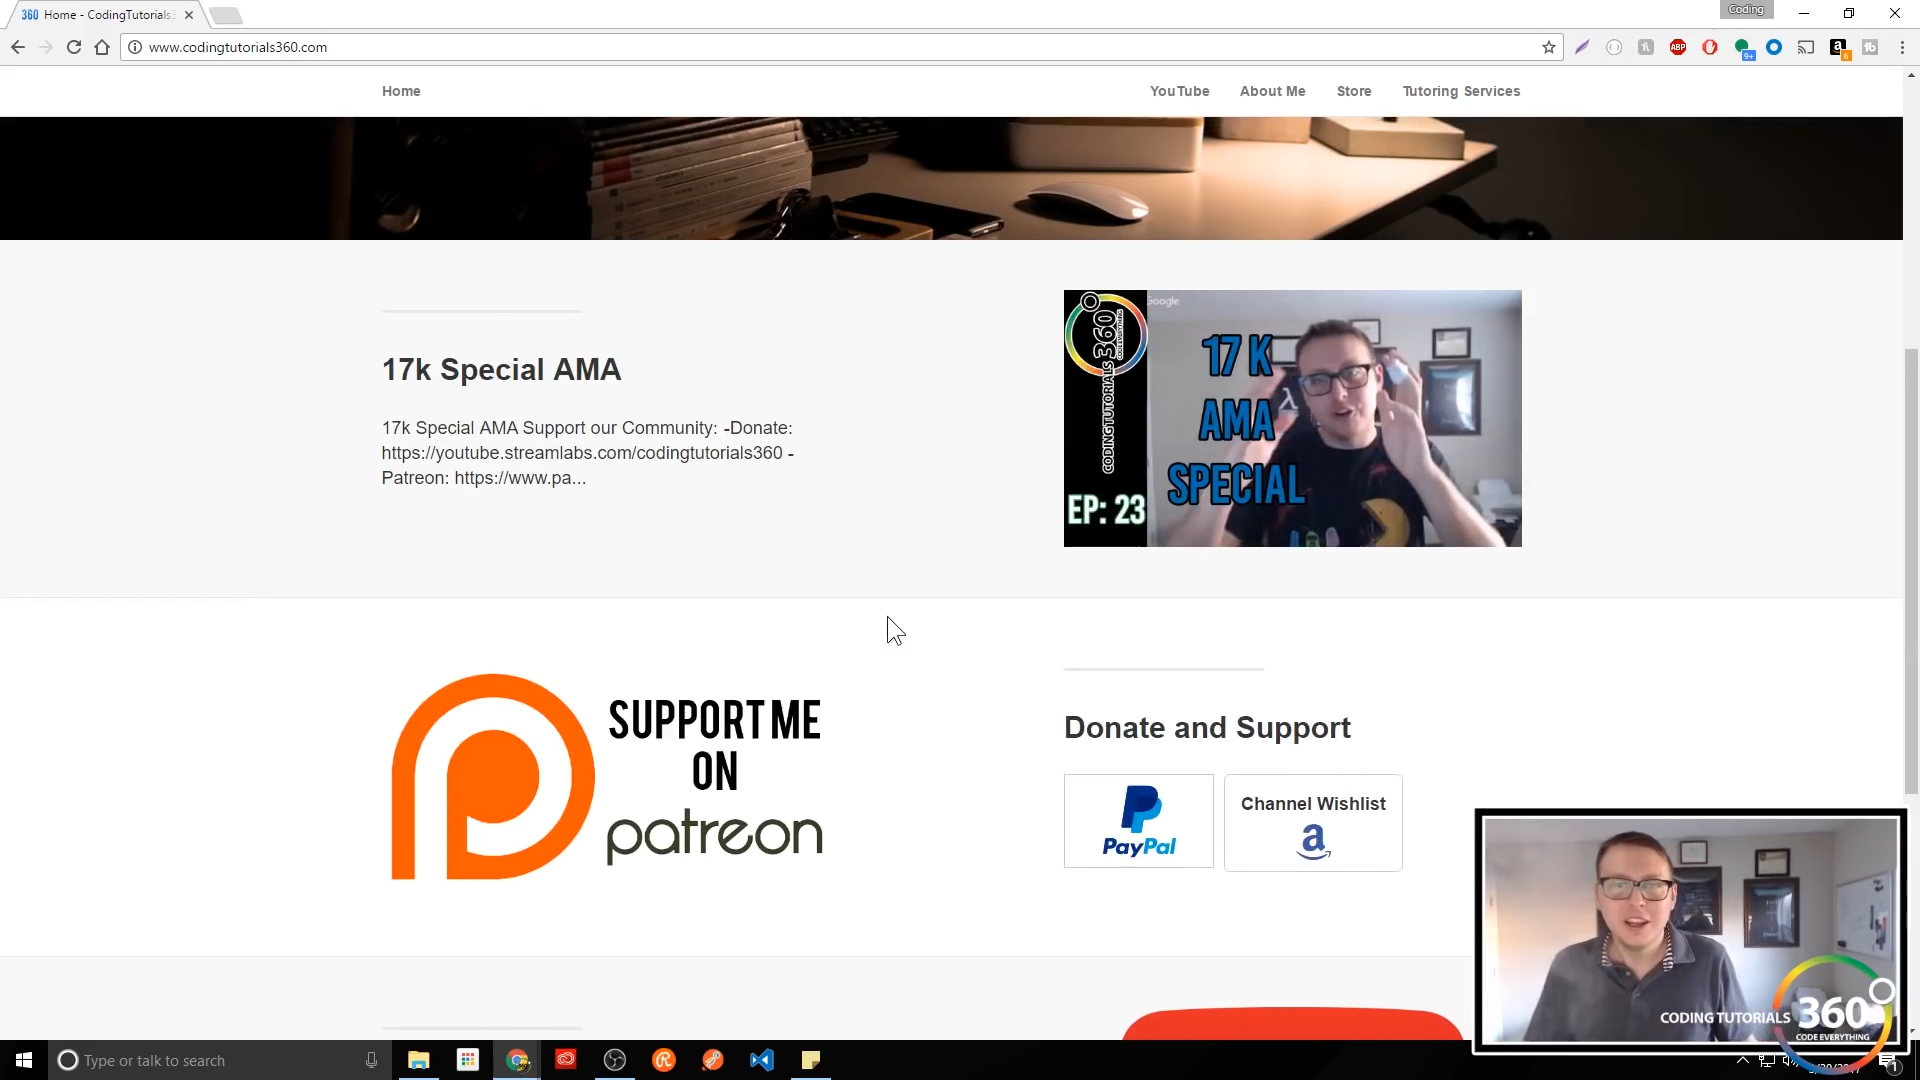 360 Home - CodingTutorials
Coding
www.codingtutorials360.com
ABP
9+
6
Home
YouTube
About Me
Store
Tutoring Services
Google
17k Special AMA
17 K
AMA
SPECIAL
CODINGTUTORIALS 360
EP: 23
17k Special AMA Support our Community: -Donate:
https://youtube.streamlabs.com/codingtutorials360 -
Patreon: https://www.pa...
SUPPORT ME
ON
patreon
Donate and Support
PayPal
Channel Wishlist
a
CODING TUTORIALS 360
CODE EVERYTHING
Type or talk to search